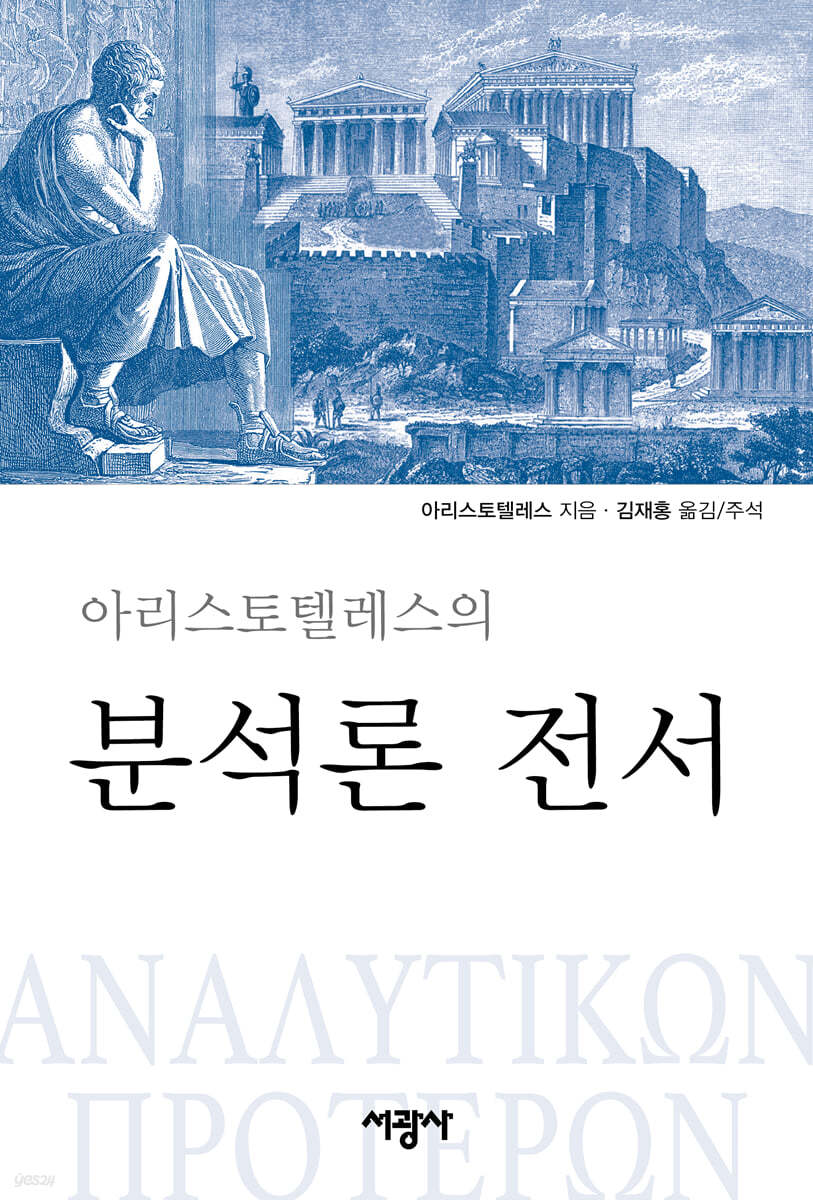 아리스토텔레스 지음 · 김재홍 옮김/주석
아리스토텔레스의
분석론 전서
ΑΝΑΛΥΤΙΚΩΝ
ΠΡΟΤΕΡΩΝ
서광사
yes24